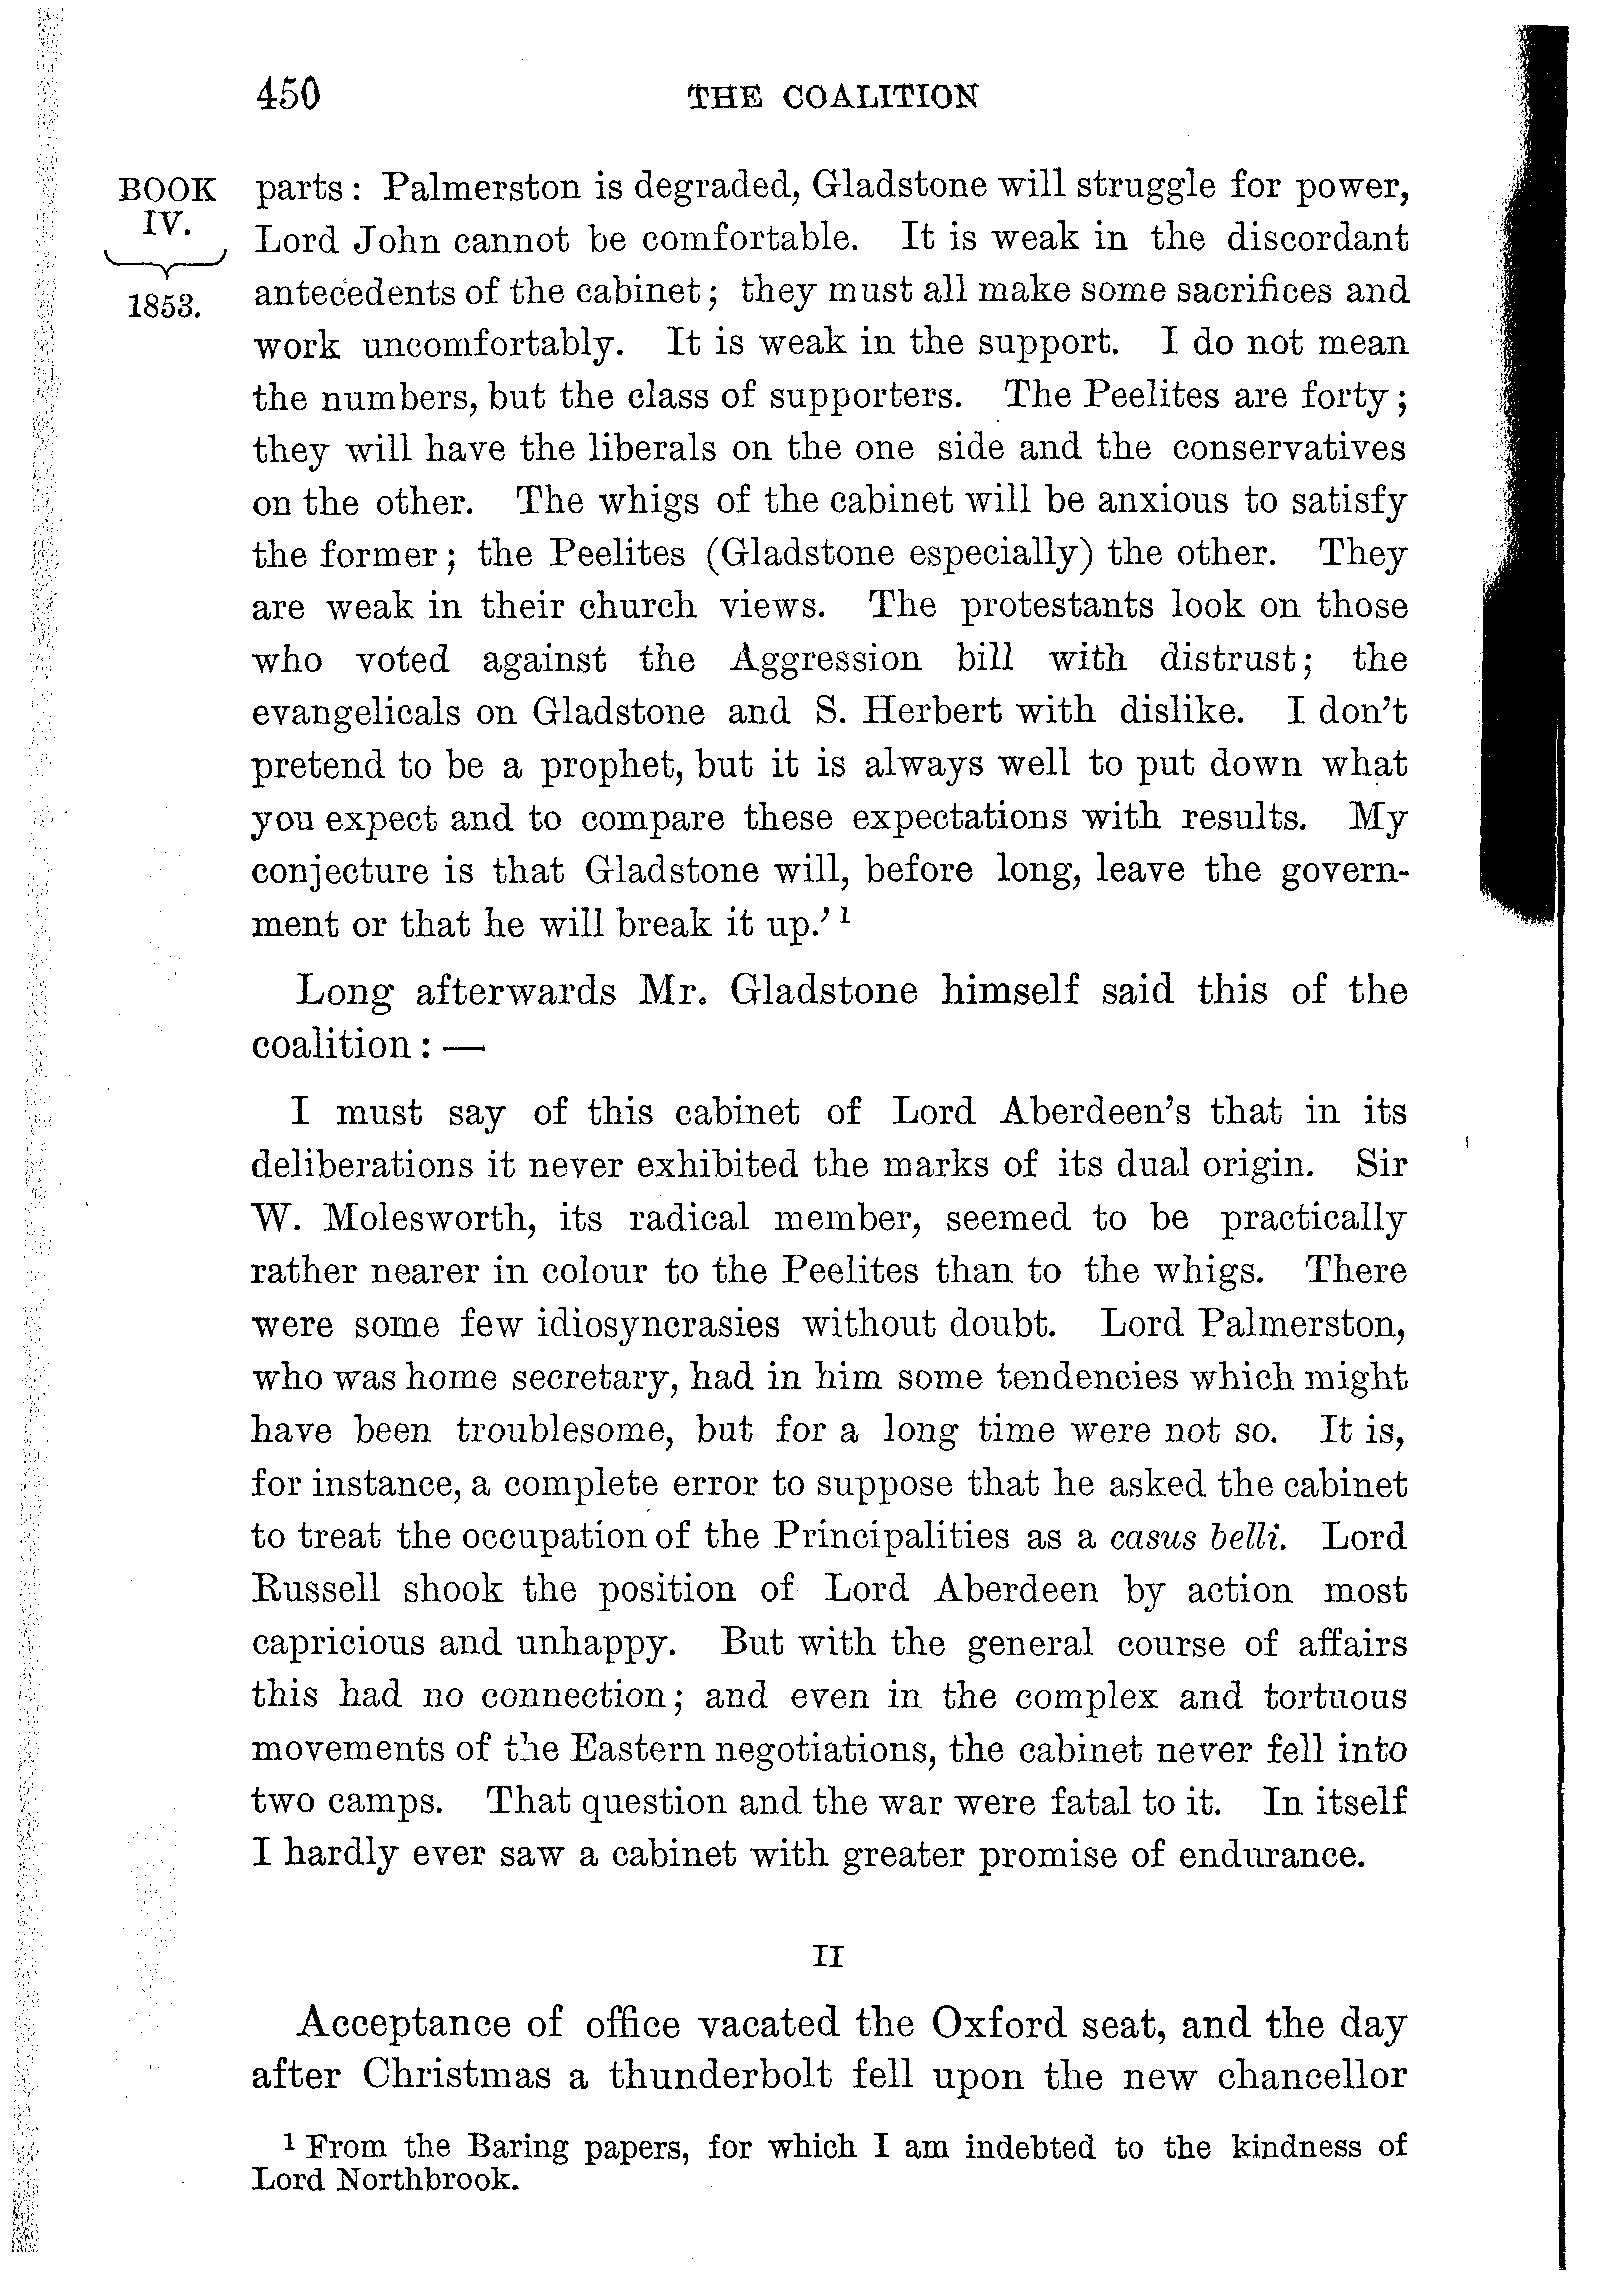 450 THE COALITION
BOOK
IV.
1853.
parts: Palmerston is degraded, Gladstone will struggle for power,
Lord John cannot be comfortable. It is weak in the discordant
antecedents of the cabinet; they must all make some sacrifices and
work uncomfortably. It is weak in the support. I do not mean
the numbers, but the class of supporters. The Peelites are forty;
they will have the liberals on the one side and the conservatives
on the other. The whigs of the cabinet will be anxious to satisfy
the former; the Peelites (Gladstone especially) the other. They
are weak in their church views. The protestants look on those
who voted against the Aggression bill with distrust; the
evangelicals on Gladstone and S. Herbert with dislike. I don't
pretend to be a prophet, but it is always well to put down what
you expect and to compare these expectations with results. My
conjecture is that Gladstone will, before long, leave the govern-
ment or that he will break it up.' 1
Long afterwards Mr. Gladstone himself said this of the
coalition: —
I must say of this cabinet of Lord Aberdeen's that in its
deliberations it never exhibited the marks of its dual origin. Sir
W. Molesworth, its radical member, seemed to be practically
rather nearer in colour to the Peelites than to the whigs. There
were some few idiosyncrasies without doubt. Lord Palmerston,
who was home secretary, had in him some tendencies which might
have been troublesome, but for a long time were not so. It is,
for instance, a complete error to suppose that he asked the cabinet
to treat the occupation of the Principalities as a casus belli. Lord
Russell shook the position of Lord Aberdeen by action most
capricious and unhappy. But with the general course of affairs
this had no connection; and even in the complex and tortuous
movements of the Eastern negotiations, the cabinet never fell into
two camps. That question and the war were fatal to it. In itself
I hardly ever saw a cabinet with greater promise of endurance.
II
Acceptance of office vacated the Oxford seat, and the day
after Christmas a thunderbolt fell upon the new chancellor
1 From the Baring papers, for which I am indebted to the kindness of
Lord Northbrook.